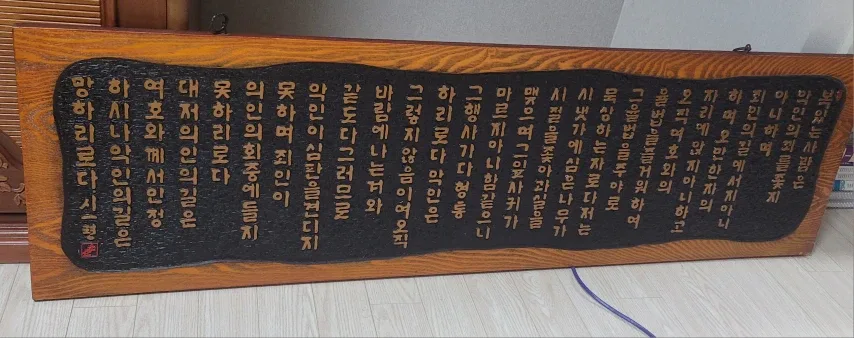 복있는사람은
악인의꾀를쫓지
아니하며
죄인의길에서지아니
하며오만한자의
자리에앉지아니하고
오직여호와의
율법을즐거워하여
그율법을주야로
묵상하는자로다저는
시냇가에심은나무가
시절을쫓아과실을
맺으며그잎사귀가
마르지아니함같으니
그행사가다형통
하리로다악인은
그렇지않음이여오직
바람에나는겨와
같도다그러므로
악인이심판을견디지
못하며죄인이
의인의회중에들지
못하리로다
대저의인의길은
여호와께서인정
하시나악인의길은
망하리로다시一편